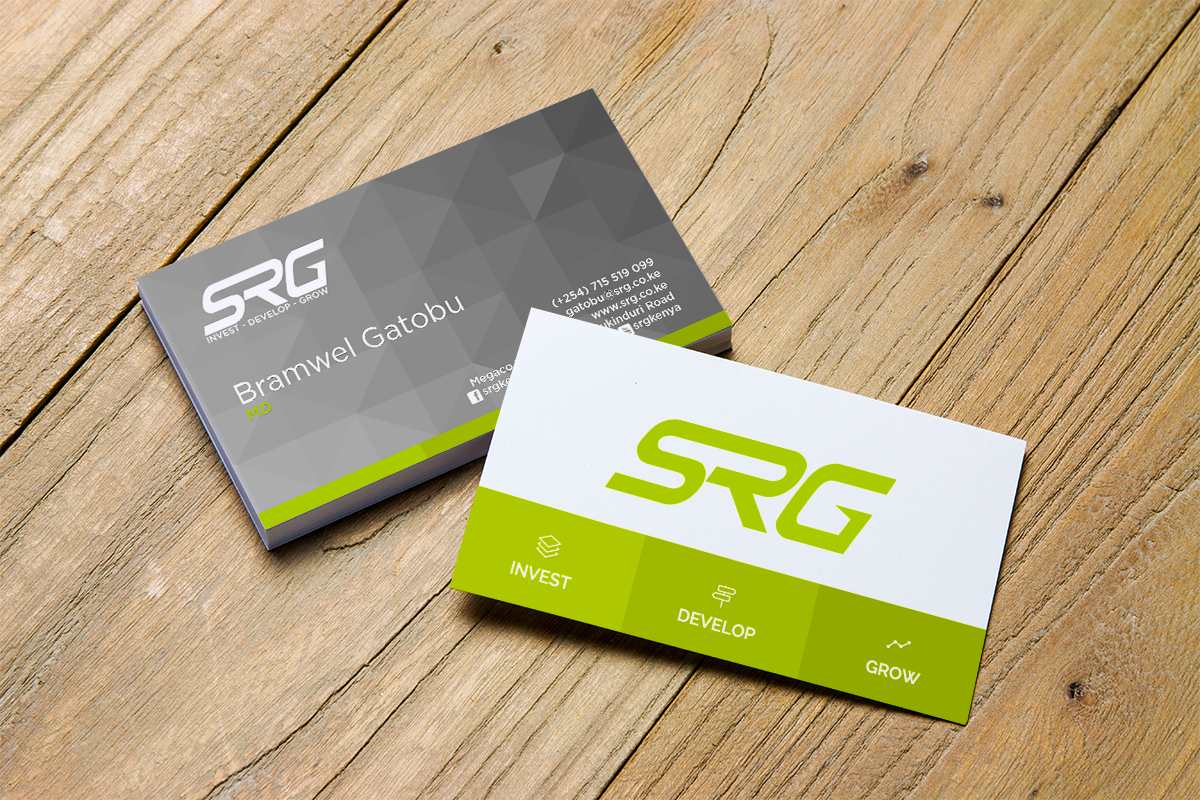 SRG
INVEST - DEVELOP - GROW
Bramwel Gatobu
MD
(+254) 715 519 099
gatobu@srg.co.ke
www.srg.co.ke
Road
srgkenya
SRG
INVEST
DEVELOP
GROW